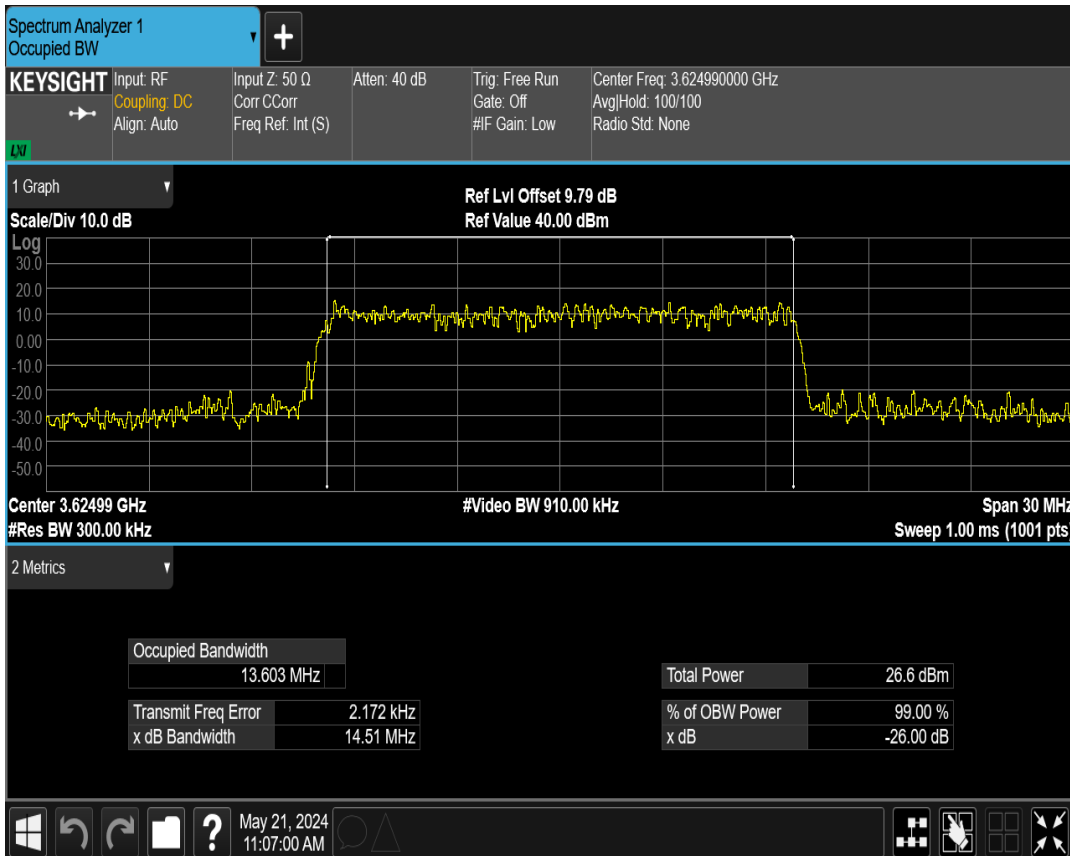 Spectrum Analyzer 1
Occupied BW
+
KEYSIGHT
LXI
Input: RF
Coupling: DC
Align: Auto
Input Z: 50 Ω
Corr CCorr
Freq Ref: Int (S)
Atten: 40 dB
Trig: Free Run
Gate: Off
#IF Gain: Low
Center Freq: 3.624990000 GHz
Avg|Hold: 100/100
Radio Std: None
1 Graph
Scale/Div 10.0 dB
Ref Lvl Offset 9.79 dB
Ref Value 40.00 dBm
Log
30.0
20.0
10.0
0.00
-10.0
-20.0
-30.0
-40.0
-50.0
Center 3.62499 GHz
#Video BW 910.00 kHz
Span 30 MHz
#Res BW 300.00 kHz
Sweep 1.00 ms (1001 pts)
2 Metrics
Occupied Bandwidth
13.603 MHz
Total Power 26.6 dBm
Transmit Freq Error 2.172 kHz
% of OBW Power 99.00 %
x dB Bandwidth 14.51 MHz
x dB -26.00 dB
?
May 21, 2024
11:07:00 AM